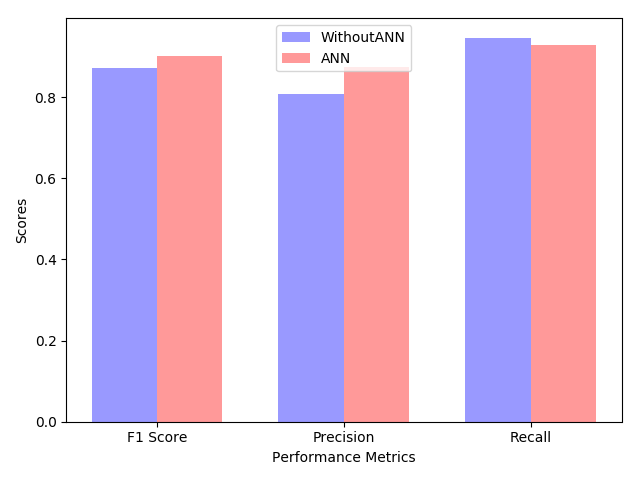 WithoutANN
ANN
Scores
0.8
0.6
0.4
0.2
0.0
F1 Score
Precision
Recall
Performance Metrics